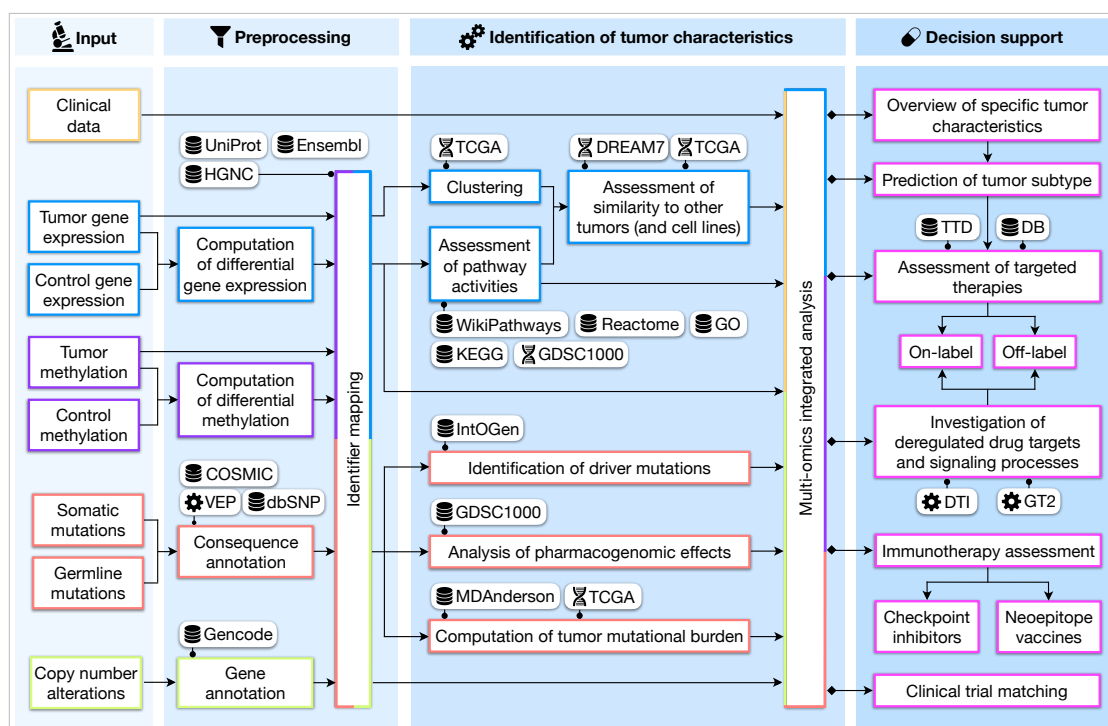 Input
Preprocessing
Identification of tumor characteristics
Decision support
Clinical
data
Tumor gene
expression
Control gene
expression
Tumor
methylation
Control
methylation
Somatic
mutations
Germline
mutations
Copy number
alterations
UniProt
Ensembl
HGNC
Computation
of differential
gene expression
Computation
of differential
methylation
COSMIC
VEP
dbSNP
Consequence
annotation
Gencode
Gene
annotation
Identifier mapping
TCGA
Clustering
DREAM7
TCGA
Assessment of
similarity to other
tumors (and cell lines)
Assessment
of pathway
activities
WikiPathways
Reactome
GO
KEGG
GDSC1000
IntOGen
Identification of driver mutations
GDSC1000
Analysis of pharmacogenomic effects
MDAnderson
TCGA
Computation of tumor mutational burden
Multi-omics integrated analysis
Overview of specific tumor
characteristics
Prediction of tumor subtype
TTD
DB
Assessment of targeted
therapies
On-label
Off-label
Investigation of
deregulated drug targets
and signaling processes
DTI
GT2
Immunotherapy assessment
Checkpoint
inhibitors
Neoepitope
vaccines
Clinical trial matching